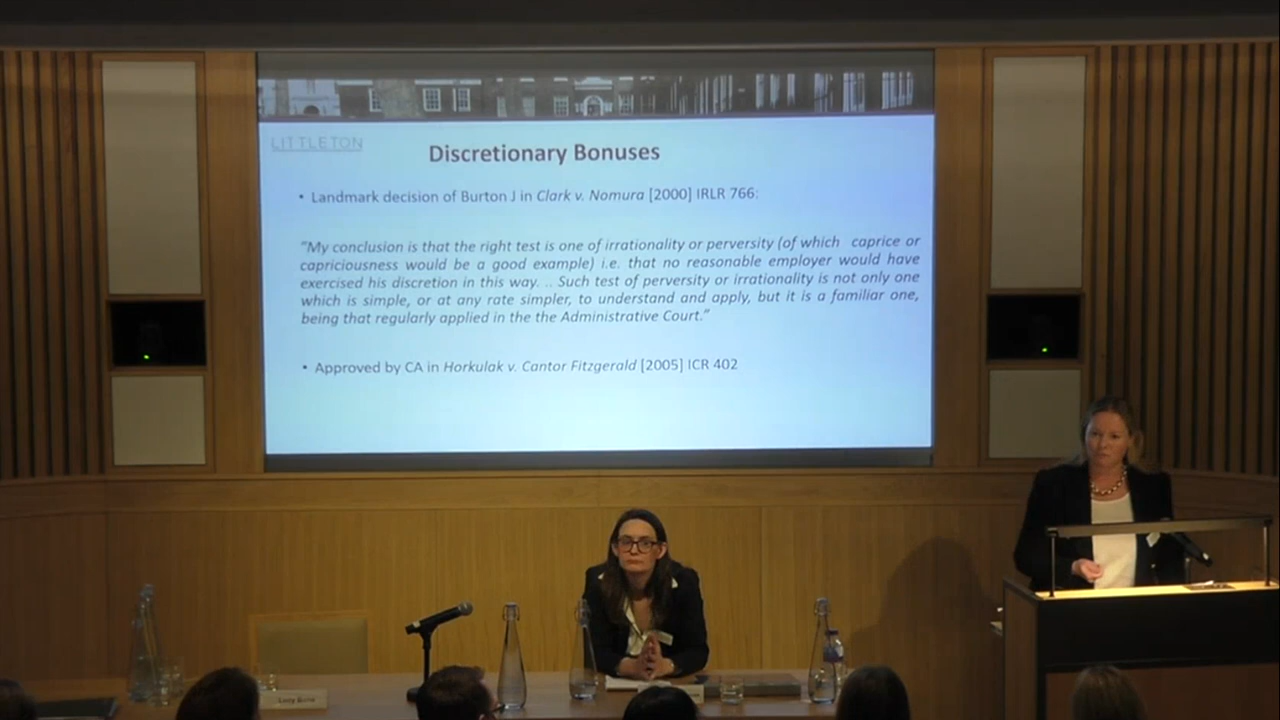 LITTLETON
Discretionary Bonuses
• Landmark decision of Burton J in Clark v. Nomura [2000] IRLR 766:
"My conclusion is that the right test is one of irrationality or perversity (of which caprice or
capriciousness would be a good example) i.e. that no reasonable employer would have
exercised his discretion in this way. .. Such test of perversity or irrationality is not only one
which is simple, or at any rate simpler, to understand and apply, but it is a familiar one,
being that regularly applied in the the Administrative Court."
• Approved by CA in Horkulak v. Cantor Fitzgerald [2005] ICR 402